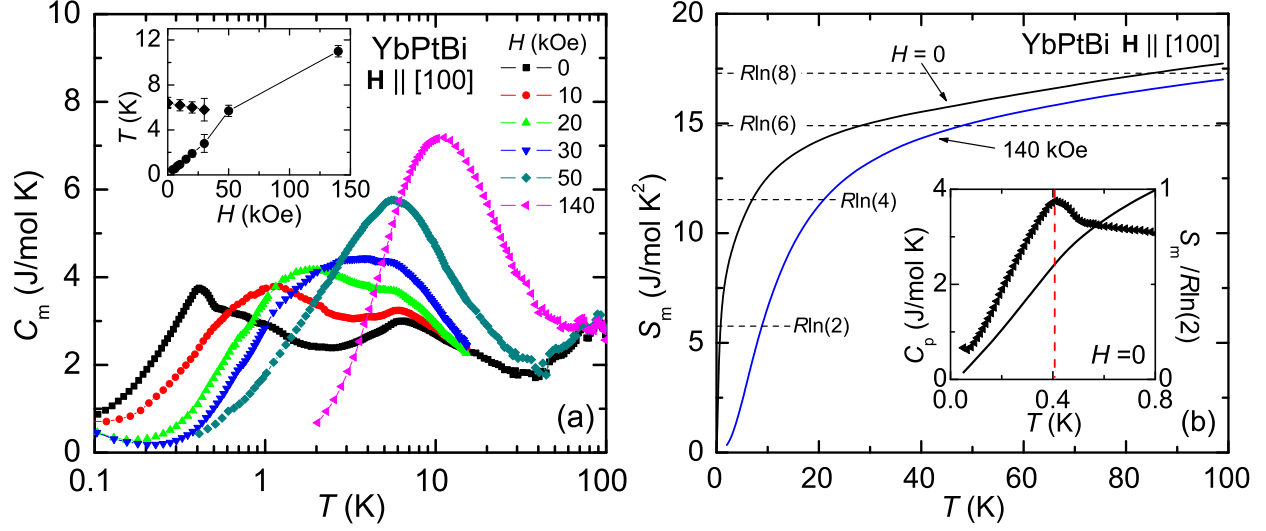 10
8
6
4
2
0
C_m (J/mol K)
0.1
1
10
100
T (K)
(a)
YbPtBi
H || [100]
H (kOe)
0
10
20
30
50
140
12
8
4
0
T (K)
0
50
100
150
H (kOe)
20
15
10
5
0
S_m (J/mol K²)
0
20
40
60
80
100
T (K)
(b)
YbPtBi H || [100]
H = 0
140 kOe
Rln(8)
Rln(6)
Rln(4)
Rln(2)
4
2
0
C_p (J/mol K)
1
0
S_m/Rln(2)
0.0
0.4
0.8
T (K)
H =0